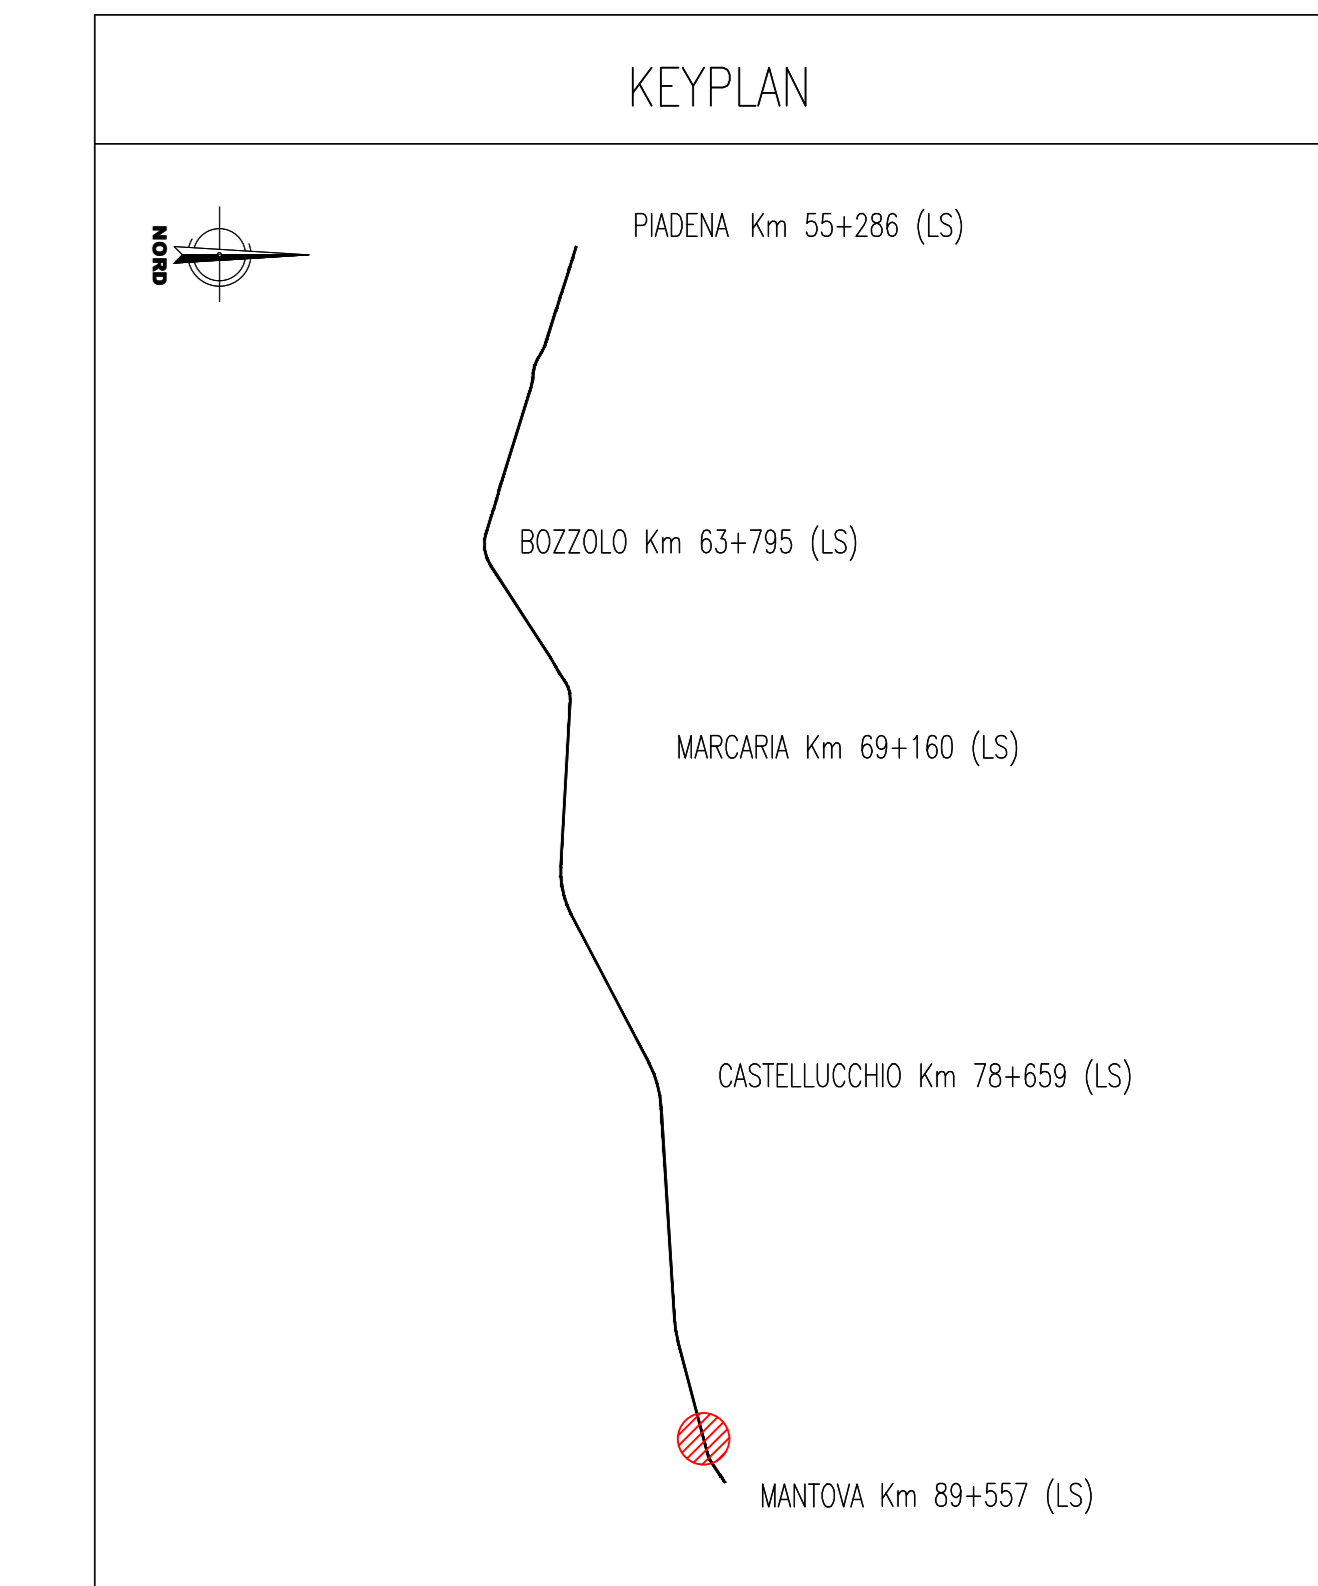 KEYPLAN
NORD
PIADENA Km 55+286 (LS)
BOZZOLO Km 63+795 (LS)
MARCARIA Km 69+160 (LS)
CASTELLUCCHIO Km 78+659 (LS)
MANTOVA Km 89+557 (LS)